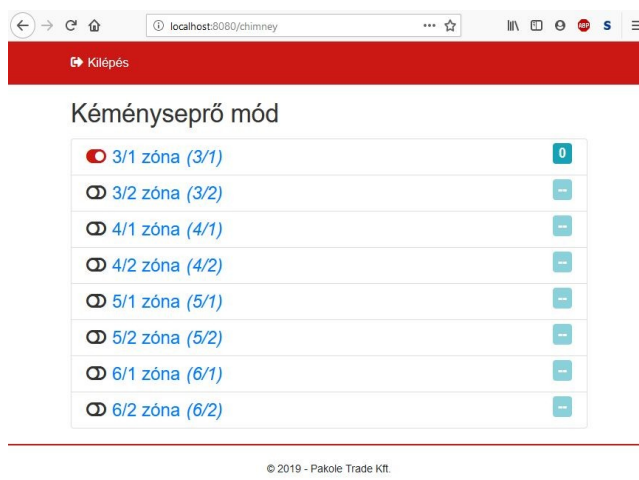 localhost:8080/chimney
ABP
S
Kilépés
Kéményseprő mód
3/1 zóna (3/1) 0
3/2 zóna (3/2) --
4/1 zóna (4/1) --
4/2 zóna (4/2) --
5/1 zóna (5/1) --
5/2 zóna (5/2) --
6/1 zóna (6/1) --
6/2 zóna (6/2) --
© 2019 - Pakole Trade Kft.